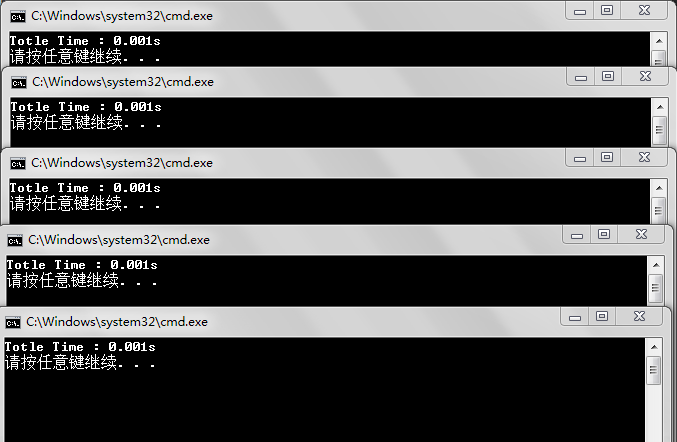 C:\Windows\system32\cmd.exe
Totle Time : 0.001s
请按任意键继续. . .
C:\Windows\system32\cmd.exe
Totle Time : 0.001s
请按任意键继续. . .
C:\Windows\system32\cmd.exe
Totle Time : 0.001s
请按任意键继续. . .
C:\Windows\system32\cmd.exe
Totle Time : 0.001s
请按任意键继续. . .
C:\Windows\system32\cmd.exe
Totle Time : 0.001s
请按任意键继续. . .